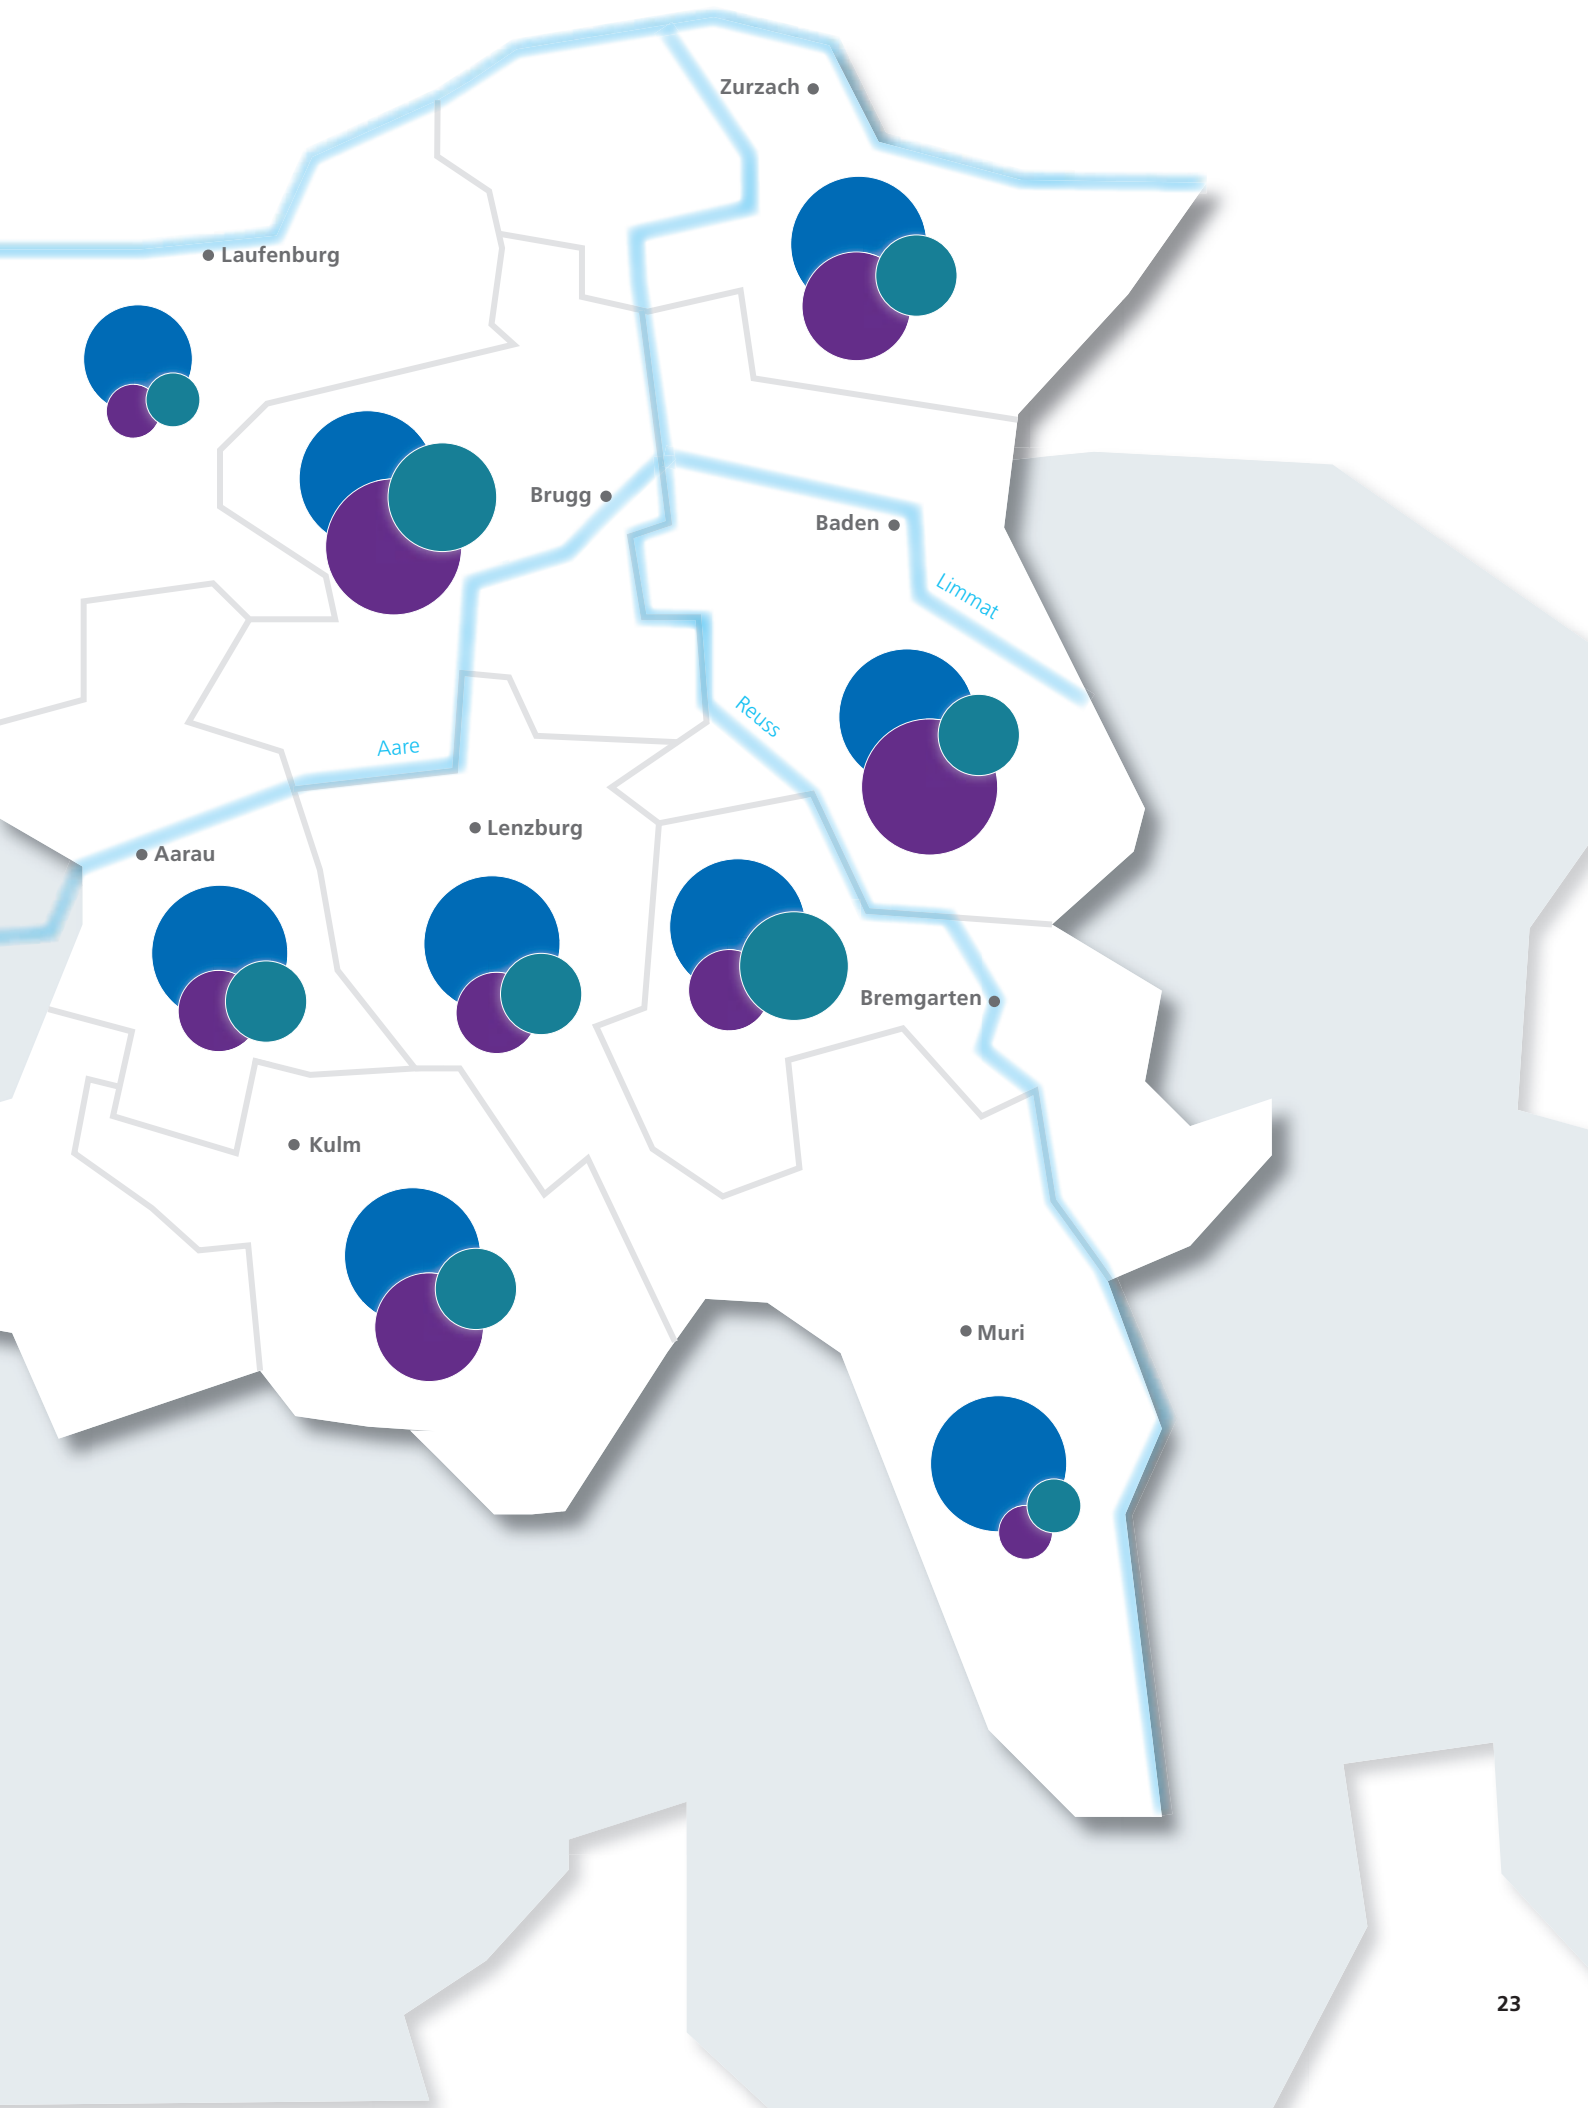 Zurzach
Laufenburg
Brugg
Baden
Limmat
Reuss
Aare
Lenzburg
Aarau
Bremgarten
Kulm
Muri
23